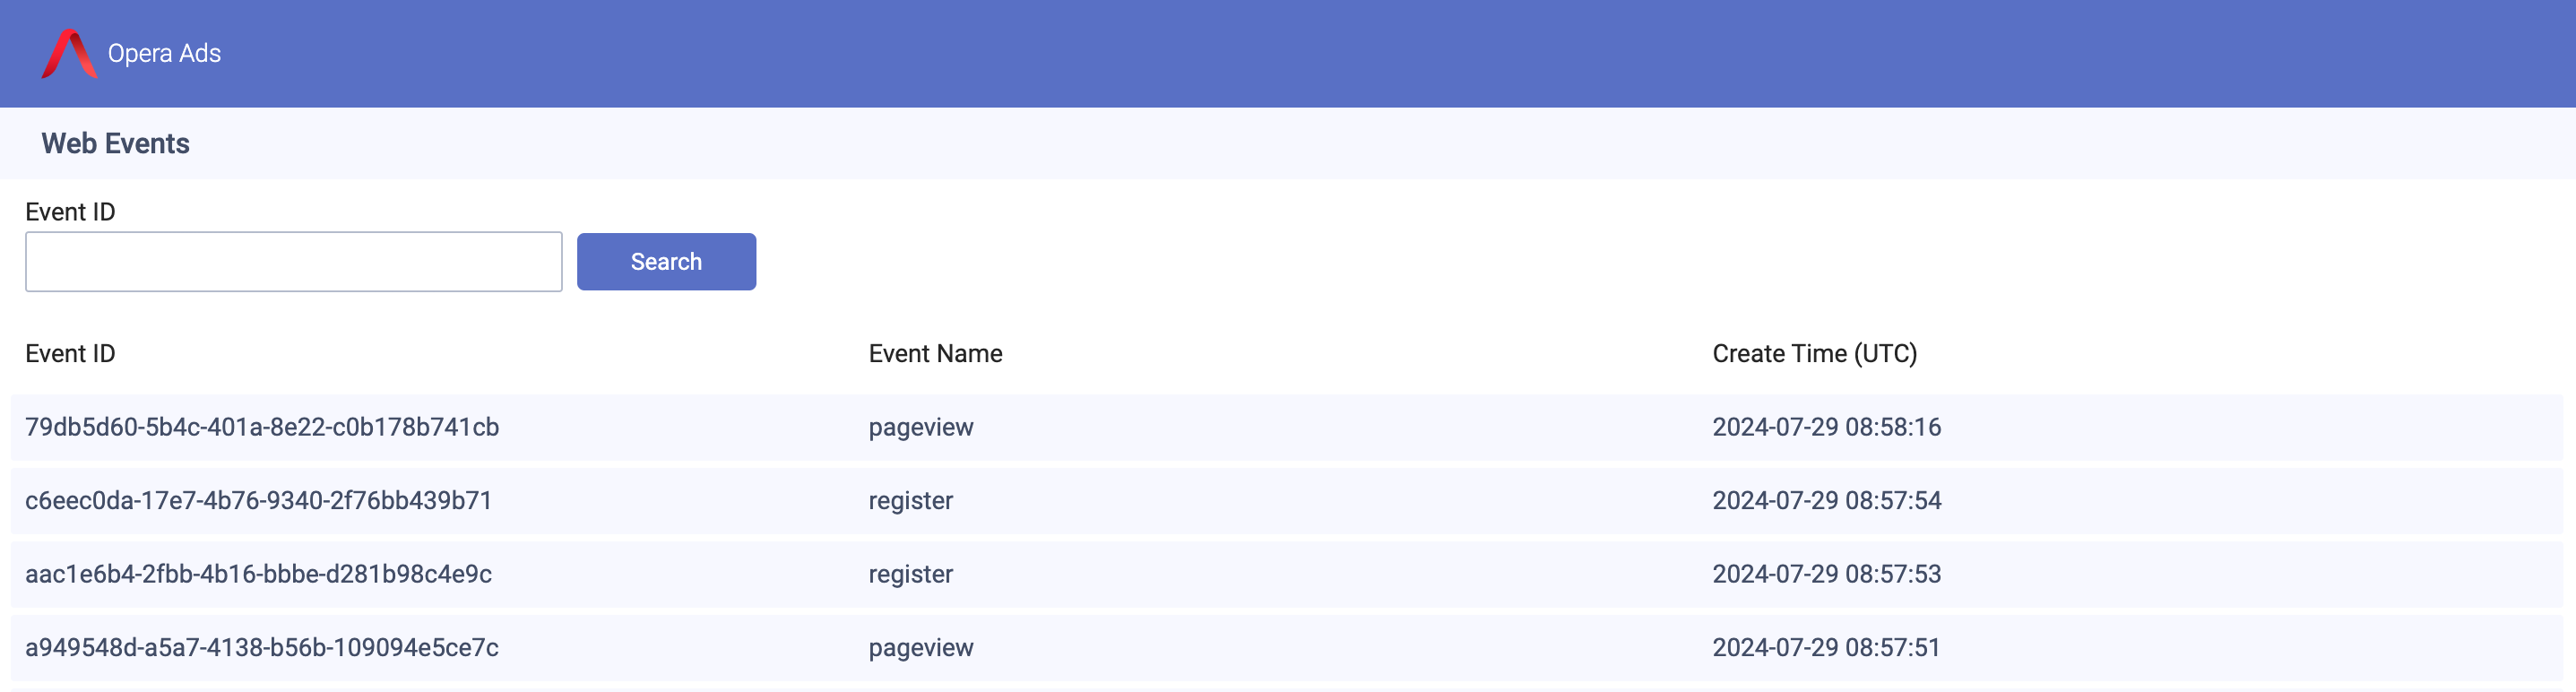 Opera Ads
Web Events
Event ID
Search
Event ID Event Name Create Time (UTC)
79db5d60-5b4c-401a-8e22-c0b178b741cb pageview 2024-07-29 08:58:16
c6eec0da-17e7-4b76-9340-2f76bb439b71 register 2024-07-29 08:57:54
aac1e6b4-2fbb-4b16-bbbe-d281b98c4e9c register 2024-07-29 08:57:53
a949548d-a5a7-4138-b56b-109094e5ce7c pageview 2024-07-29 08:57:51